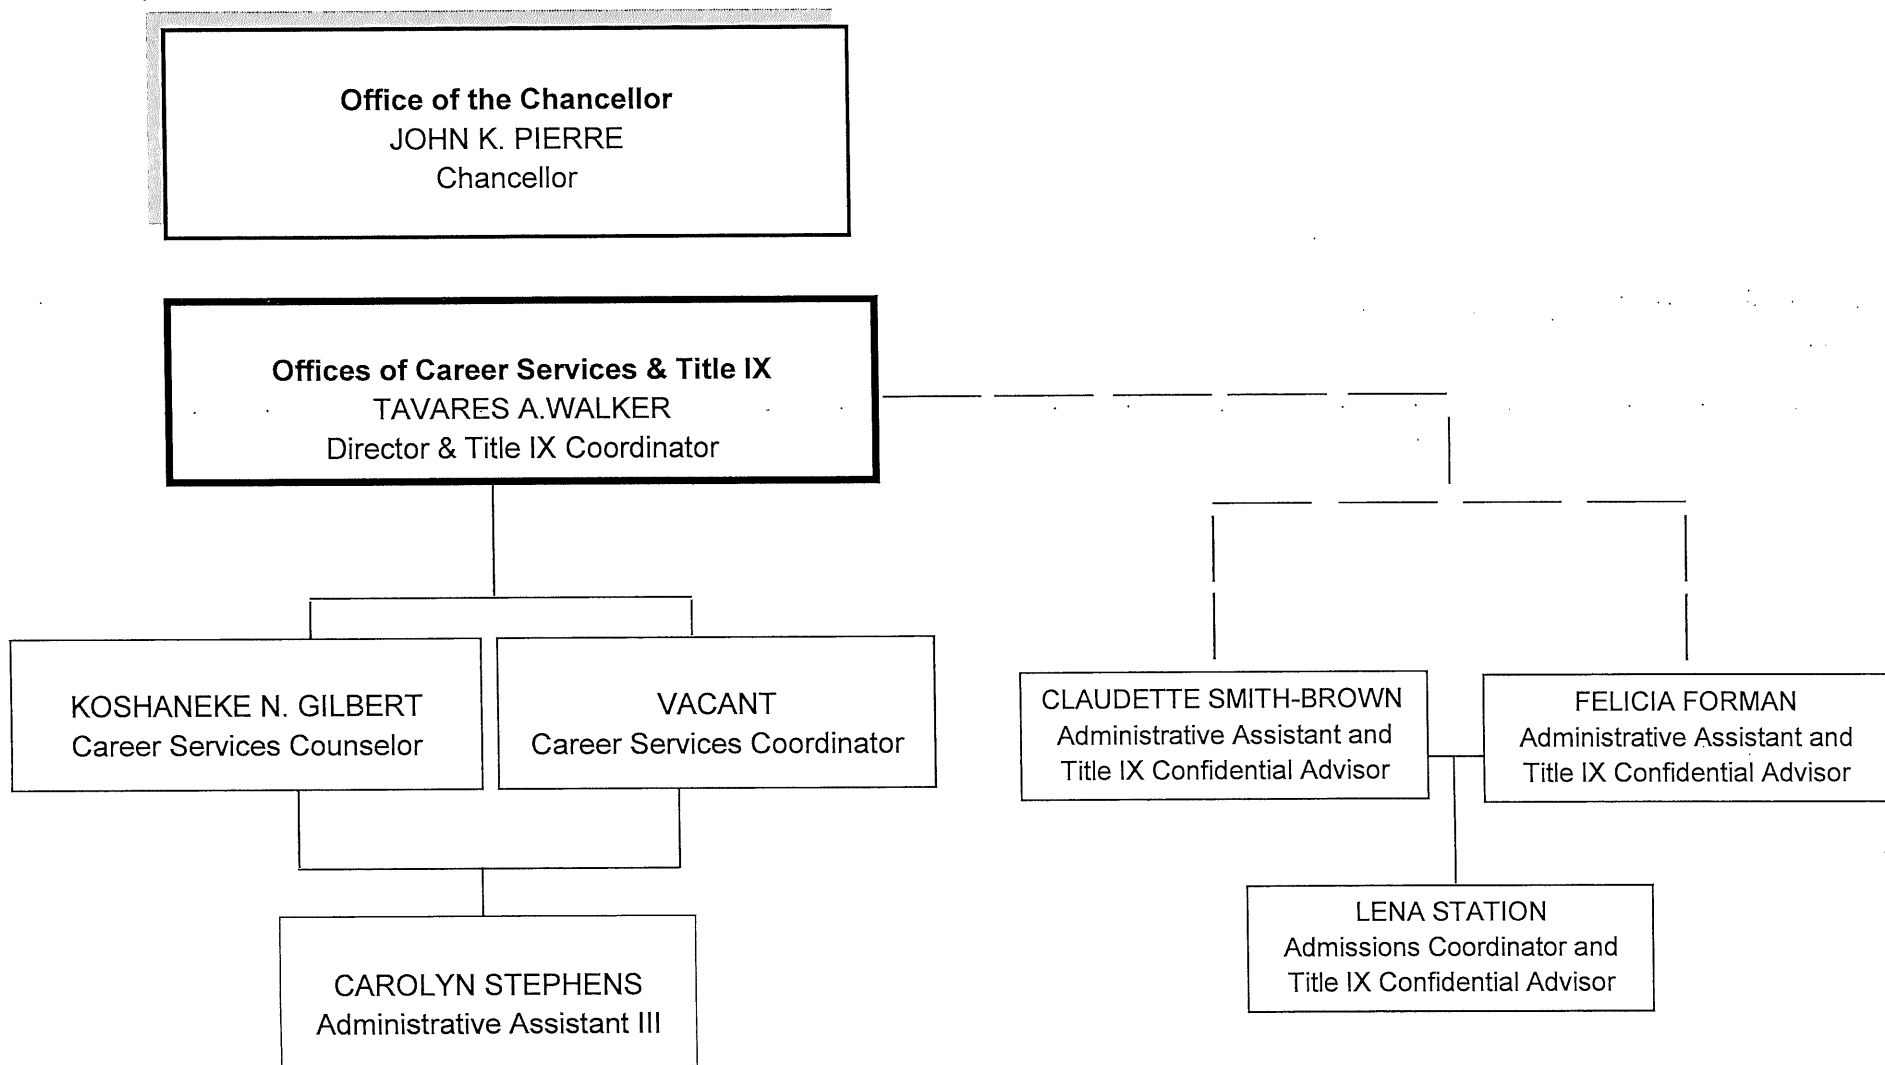 Office of the Chancellor
JOHN K. PIERRE
Chancellor
Offices of Career Services & Title IX
TAVARES A.WALKER
Director & Title IX Coordinator
KOSHANEKE N. GILBERT
Career Services Counselor
VACANT
Career Services Coordinator
CLAUDETTE SMITH-BROWN
Administrative Assistant and
Title IX Confidential Advisor
FELICIA FORMAN
Administrative Assistant and
Title IX Confidential Advisor
LENA STATION
Admissions Coordinator and
Title IX Confidential Advisor
CAROLYN STEPHENS
Administrative Assistant III